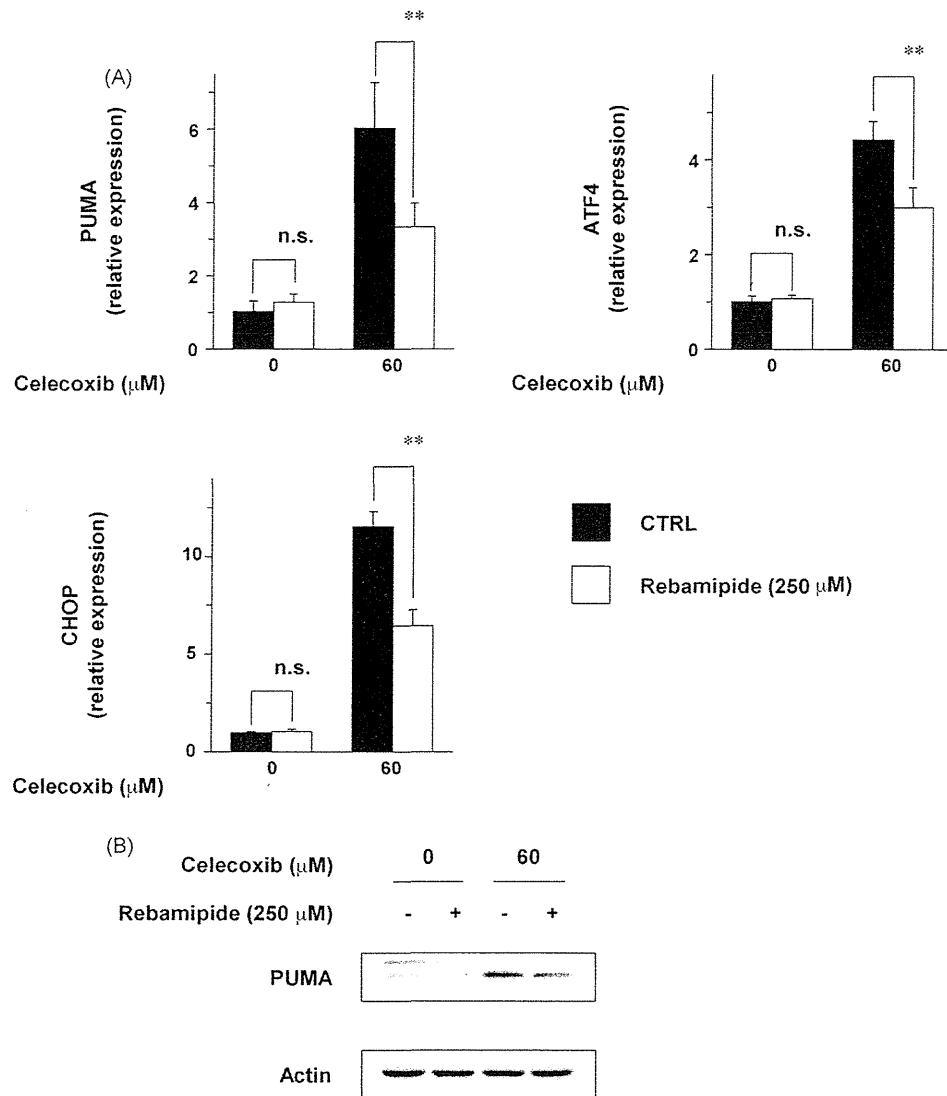 (A)
PUMA
(relative expression)
6
4
2
0
n.s.
**
0
60
Celecoxib (µM)
ATF4
(relative expression)
4
2
0
n.s.
**
0
60
Celecoxib (µM)
CHOP
(relative expression)
10
5
0
n.s.
**
0
60
Celecoxib (µM)
CTRL
Rebamipide (250 µM)
(B)
Celecoxib (µM) 0 60
Rebamipide (250 µM) - + - +
PUMA
Actin